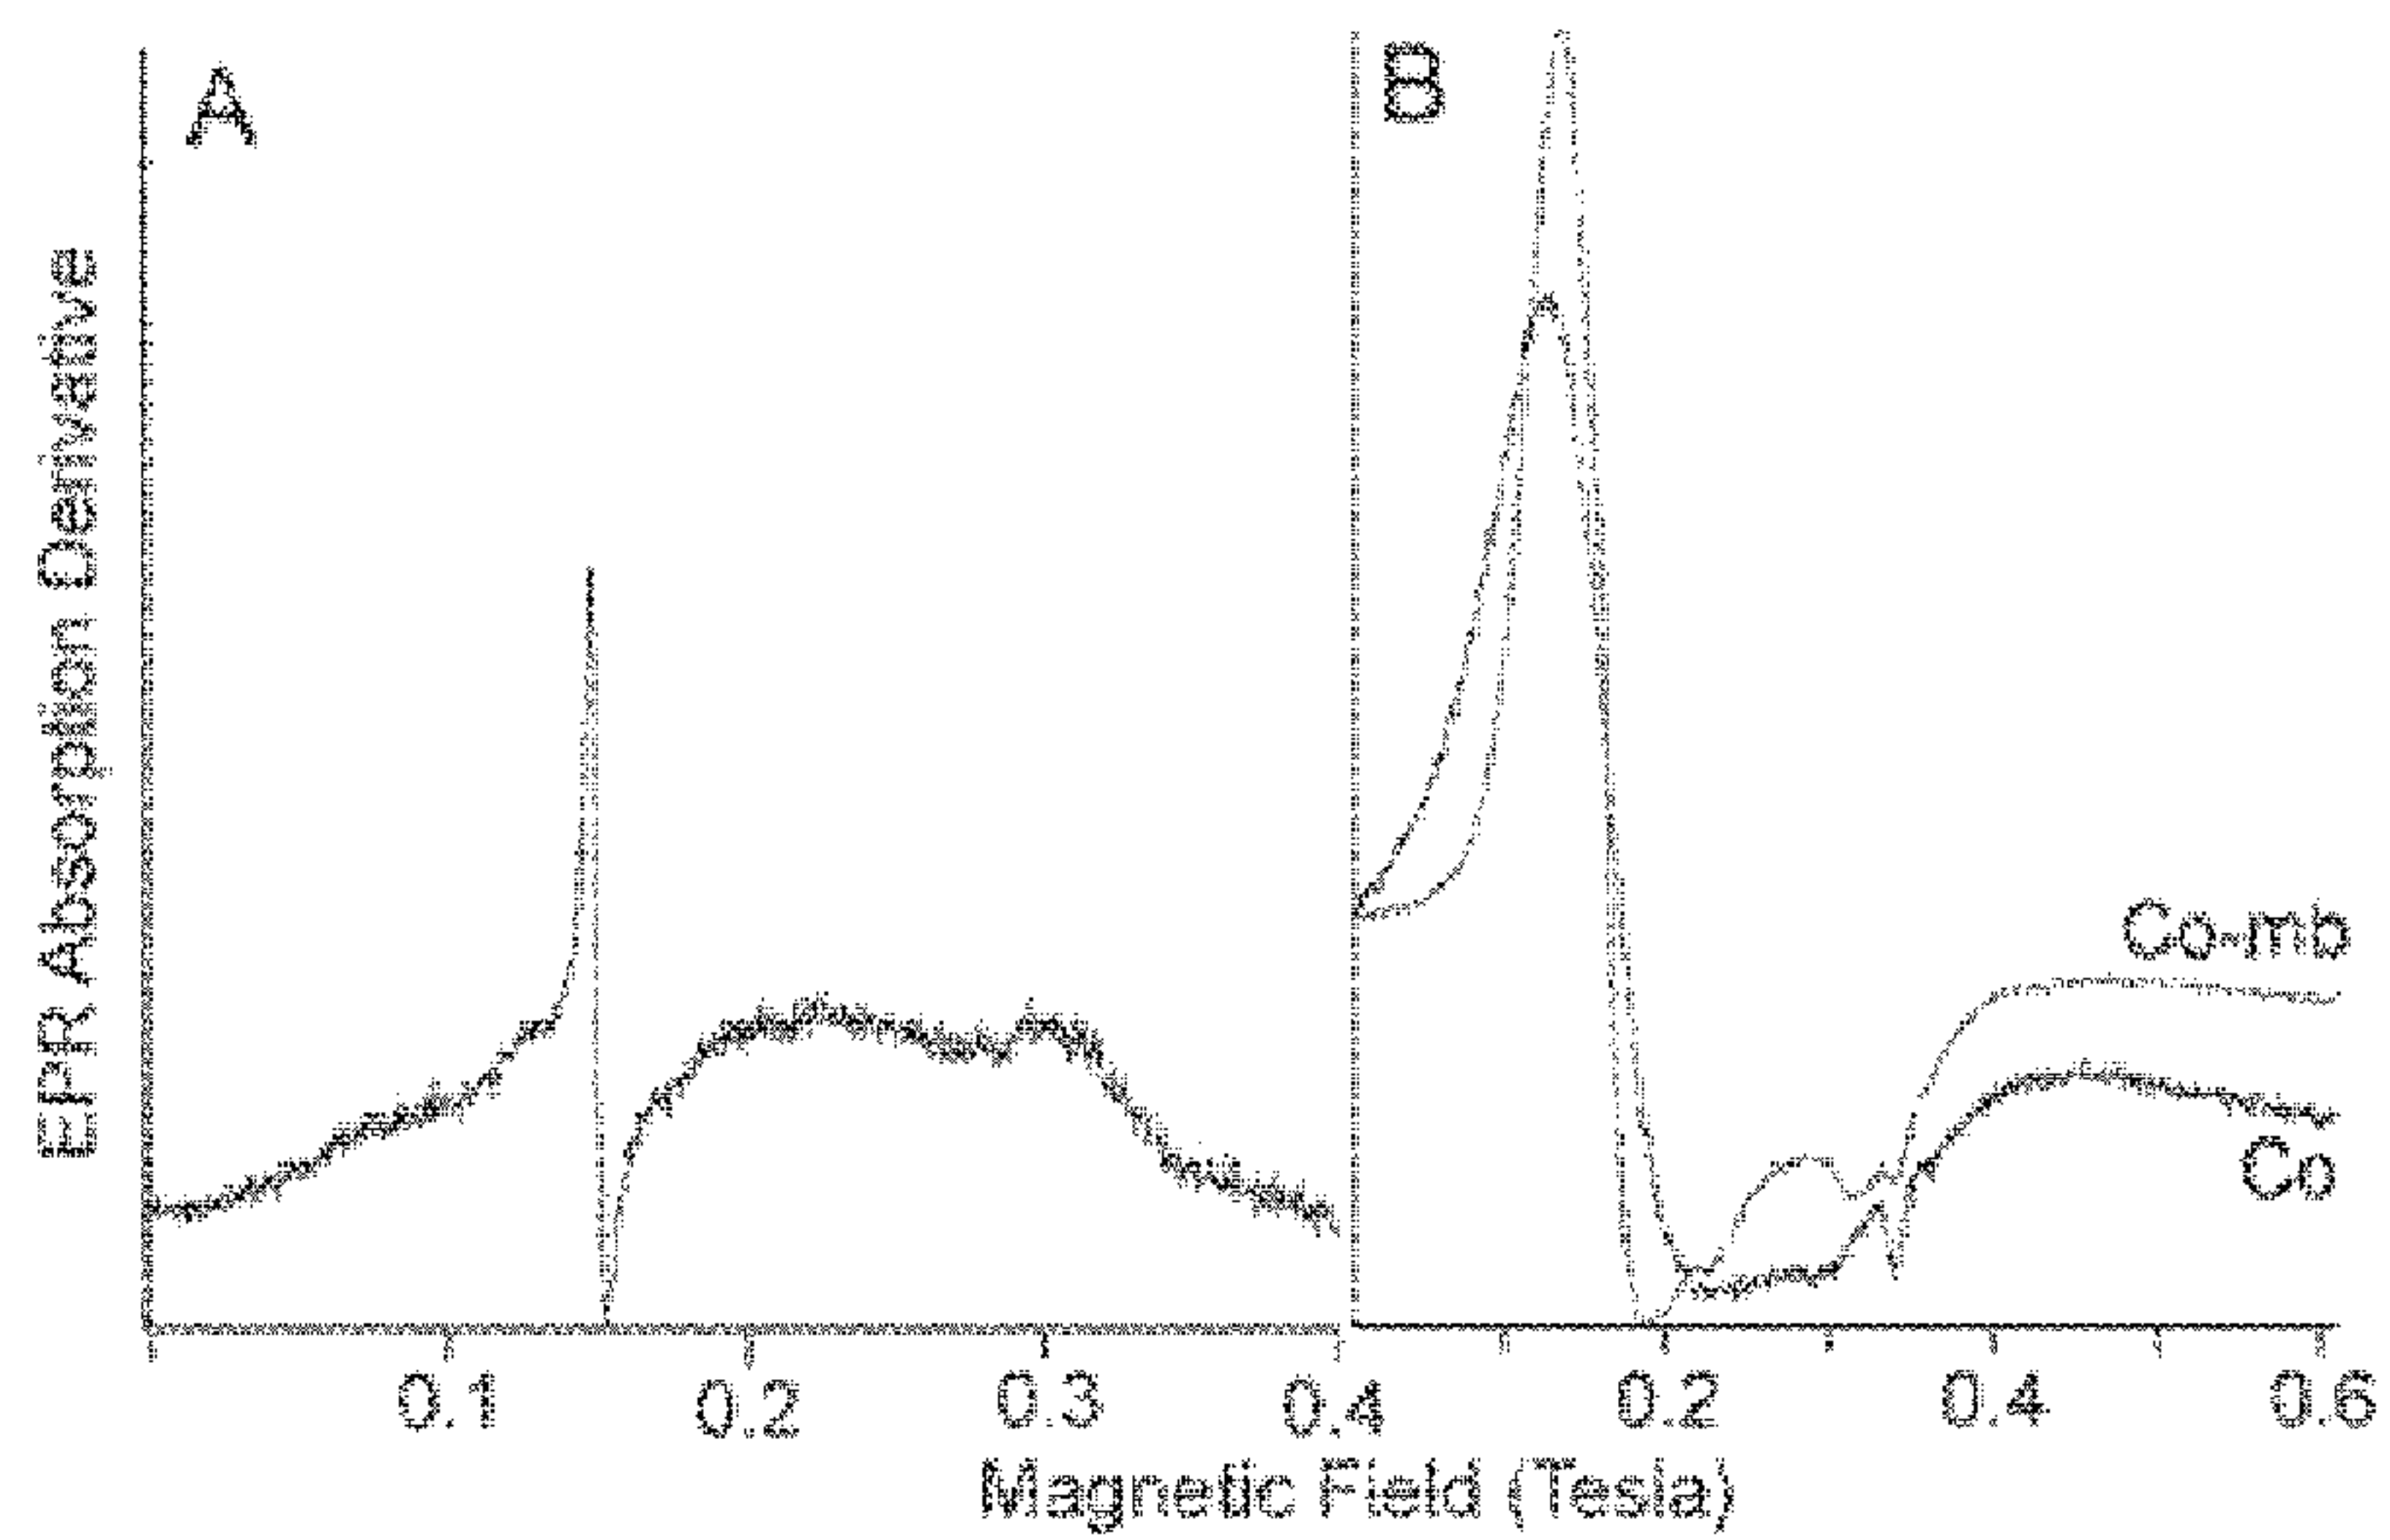 A
B
EPR Absorption Derivative
Co-mb
Co
0.1 0.2 0.3 0.4 0.2 0.4 0.6
Magnetic Field (Tesla)